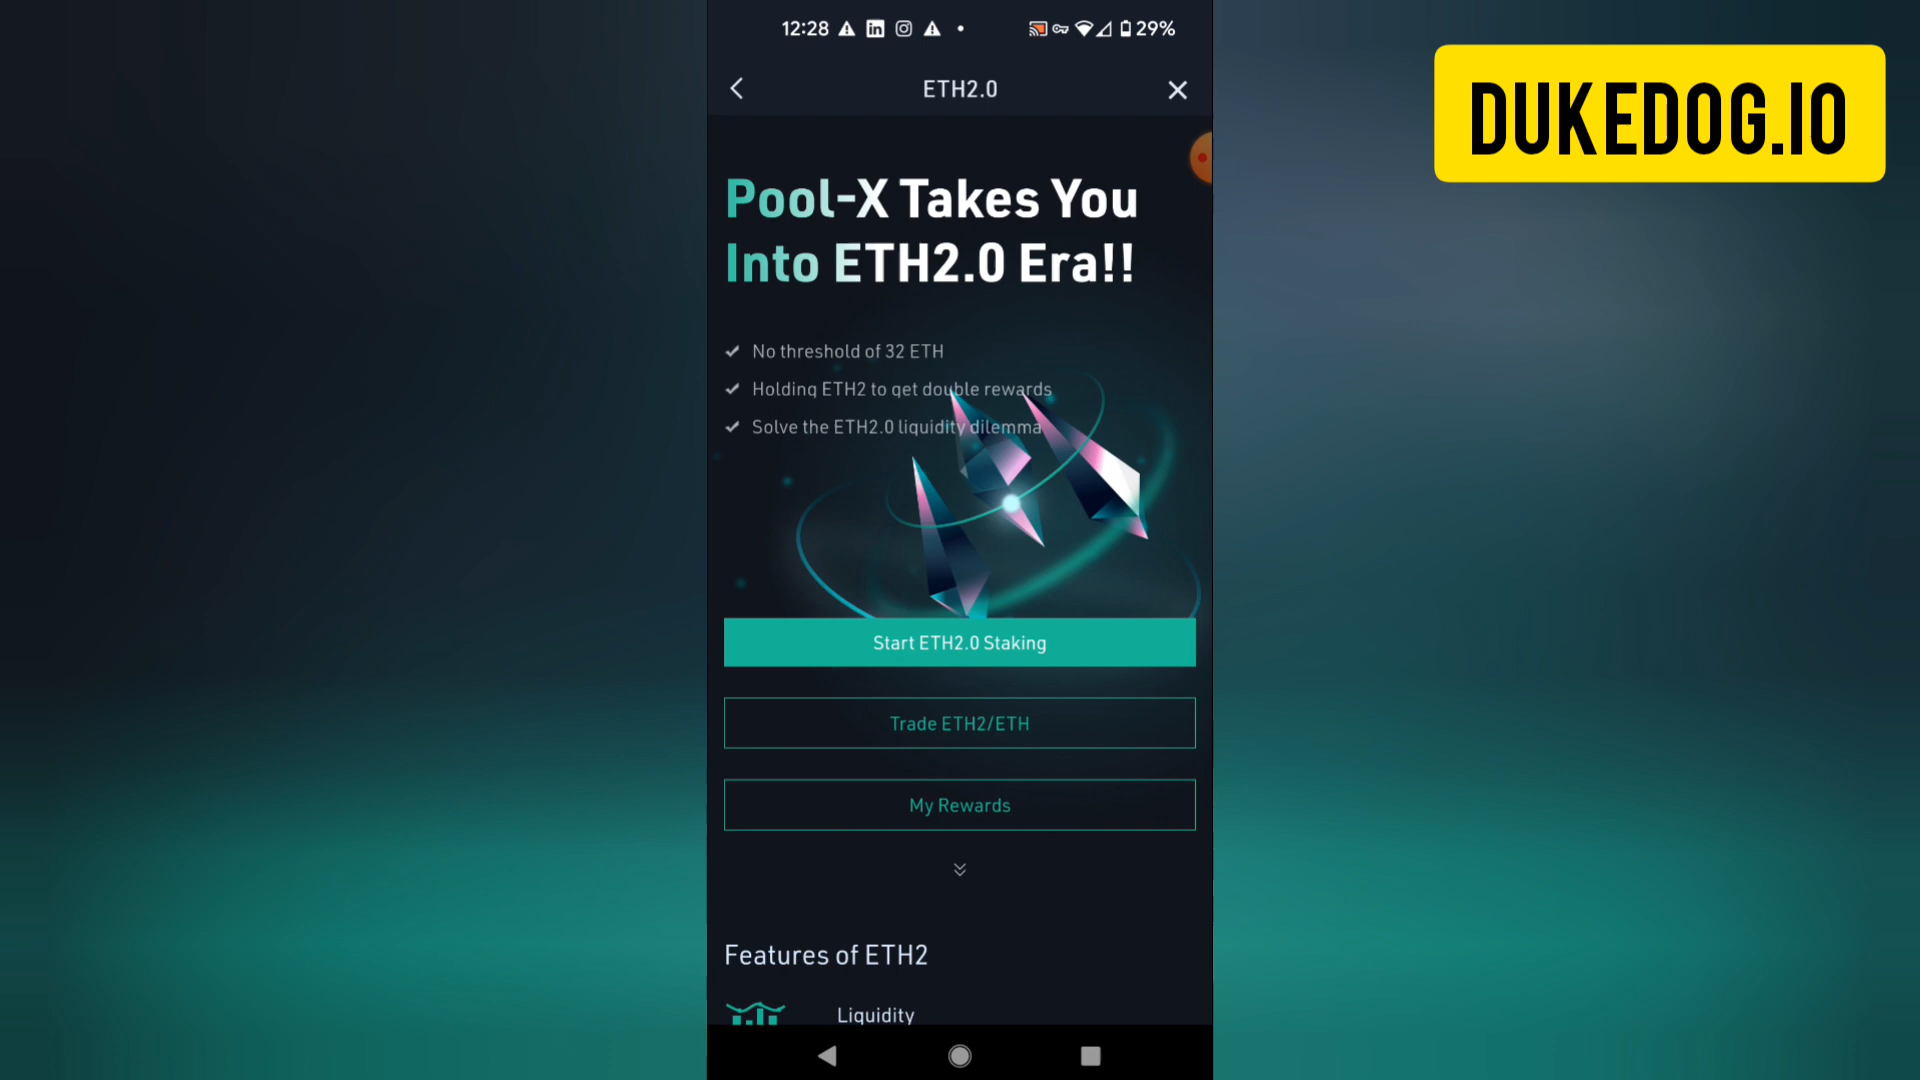 12:28
29%
DUKEDOG.IO
ETH2.0
Pool-X Takes You
Into ETH2.0 Era!!
No threshold of 32 ETH
Holding ETH2 to get double rewards
Solve the ETH2.0 liquidity dilemma
Start ETH2.0 Staking
Trade ETH2/ETH
My Rewards
Features of ETH2
Liquidity